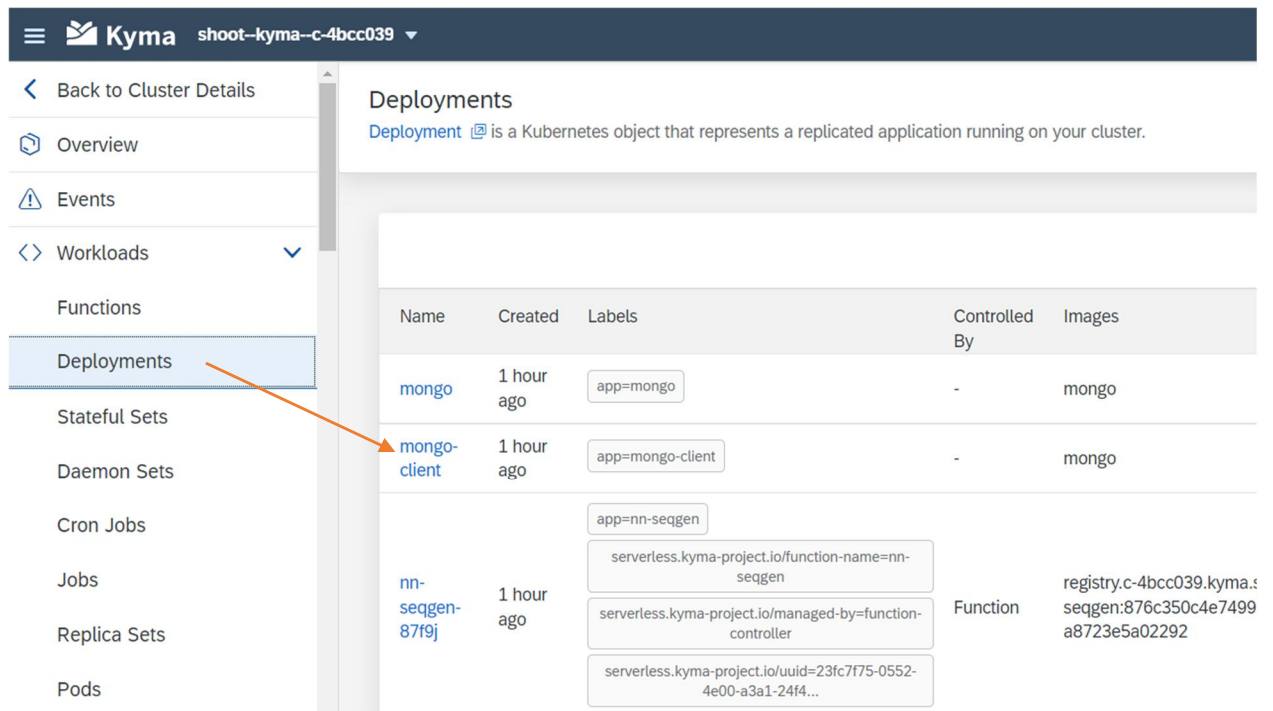 Kyma shoot--kyma--c-4bcc039
Back to Cluster Details
Overview
Events
Workloads
Functions
Deployments
Stateful Sets
Daemon Sets
Cron Jobs
Jobs
Replica Sets
Pods
Deployments
Deployment is a Kubernetes object that represents a replicated application running on your cluster.
Name Created Labels Controlled
By Images
mongo 1 hour
ago app=mongo - mongo
mongo-
client 1 hour
ago app=mongo-client - mongo
nn-
seqgen-
87f9j
1 hour
ago
app=nn-seqgen
serverless.kyma-project.io/function-name=nn-
seqgen
serverless.kyma-project.io/managed-by=function-
controller
serverless.kyma-project.io/uuid=23fc7f75-0552-
4e00-a3a1-24f4...
Function
registry.c-4bcc039.kyma.s
seqgen:876c350c4e7499
a8723e5a02292